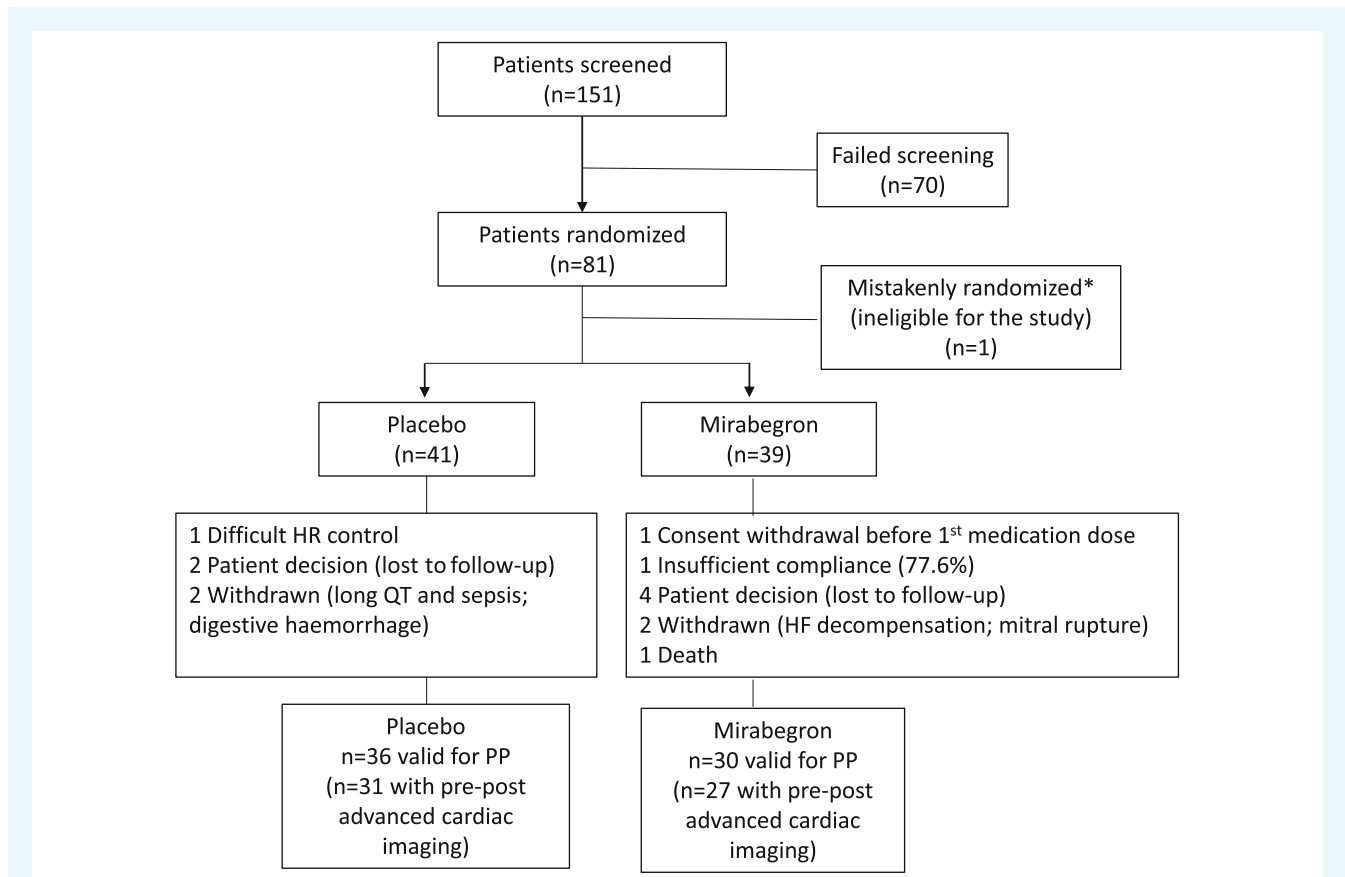 Patients screened
(n=151)
Failed screening
(n=70)
Patients randomized
(n=81)
Mistakenly randomized*
(ineligible for the study)
(n=1)
Placebo
(n=41)
Mirabegron
(n=39)
1 Difficult HR control
2 Patient decision (lost to follow-up)
2 Withdrawn (long QT and sepsis;
digestive haemorrhage)
1 Consent withdrawal before 1st medication dose
1 Insufficient compliance (77.6%)
4 Patient decision (lost to follow-up)
2 Withdrawn (HF decompensation; mitral rupture)
1 Death
Placebo
n=36 valid for PP
(n=31 with pre-post
advanced cardiac
imaging)
Mirabegron
n=30 valid for PP
(n=27 with pre-post
advanced cardiac
imaging)